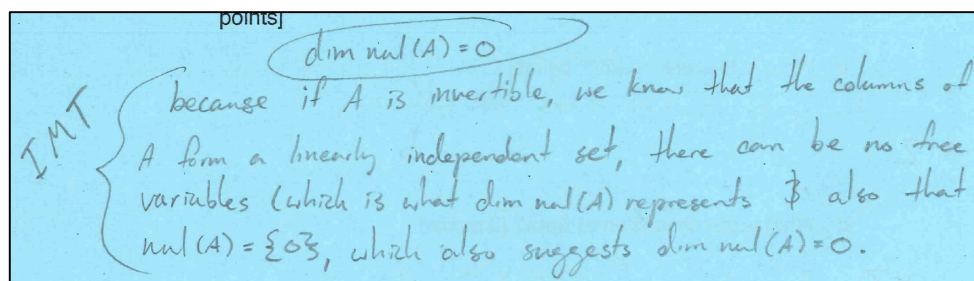 points]
dim nul(A) = 0
IMT
because if A is invertible, we know that the columns of
A form a linearly independent set, there can be no free
variables (which is what dim nul(A) represents & also that
nul(A) = {0}, which also suggests dim nul(A) = 0.